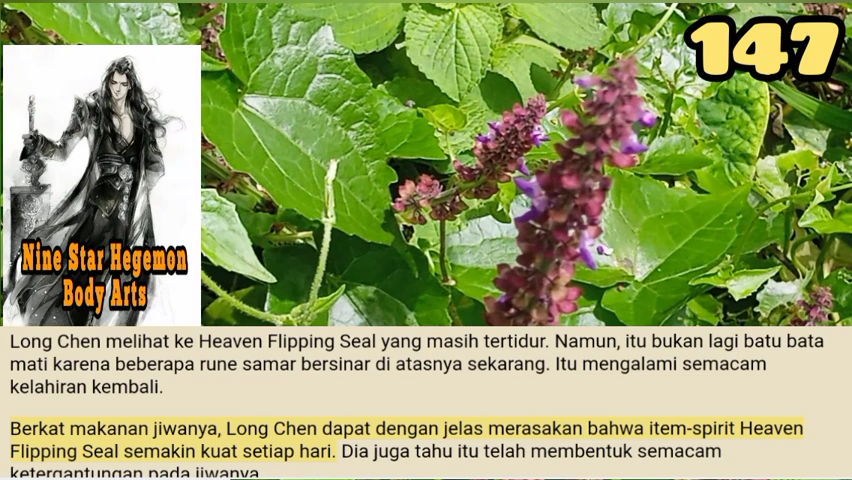 147
Nine Star Hegemon
Body Arts
Long Chen melihat ke Heaven Flipping Seal yang masih tertidur. Namun, itu bukan lagi batu bata
mati karena beberapa rune samar bersinar di atasnya sekarang. Itu mengalami semacam
kelahiran kembali.
Berkat makanan jiwanya, Long Chen dapat dengan jelas merasakan bahwa item-spirit Heaven
Flipping Seal semakin kuat setiap hari. Dia juga tahu itu telah membentuk semacam
ketergantungan pada jiwanya.